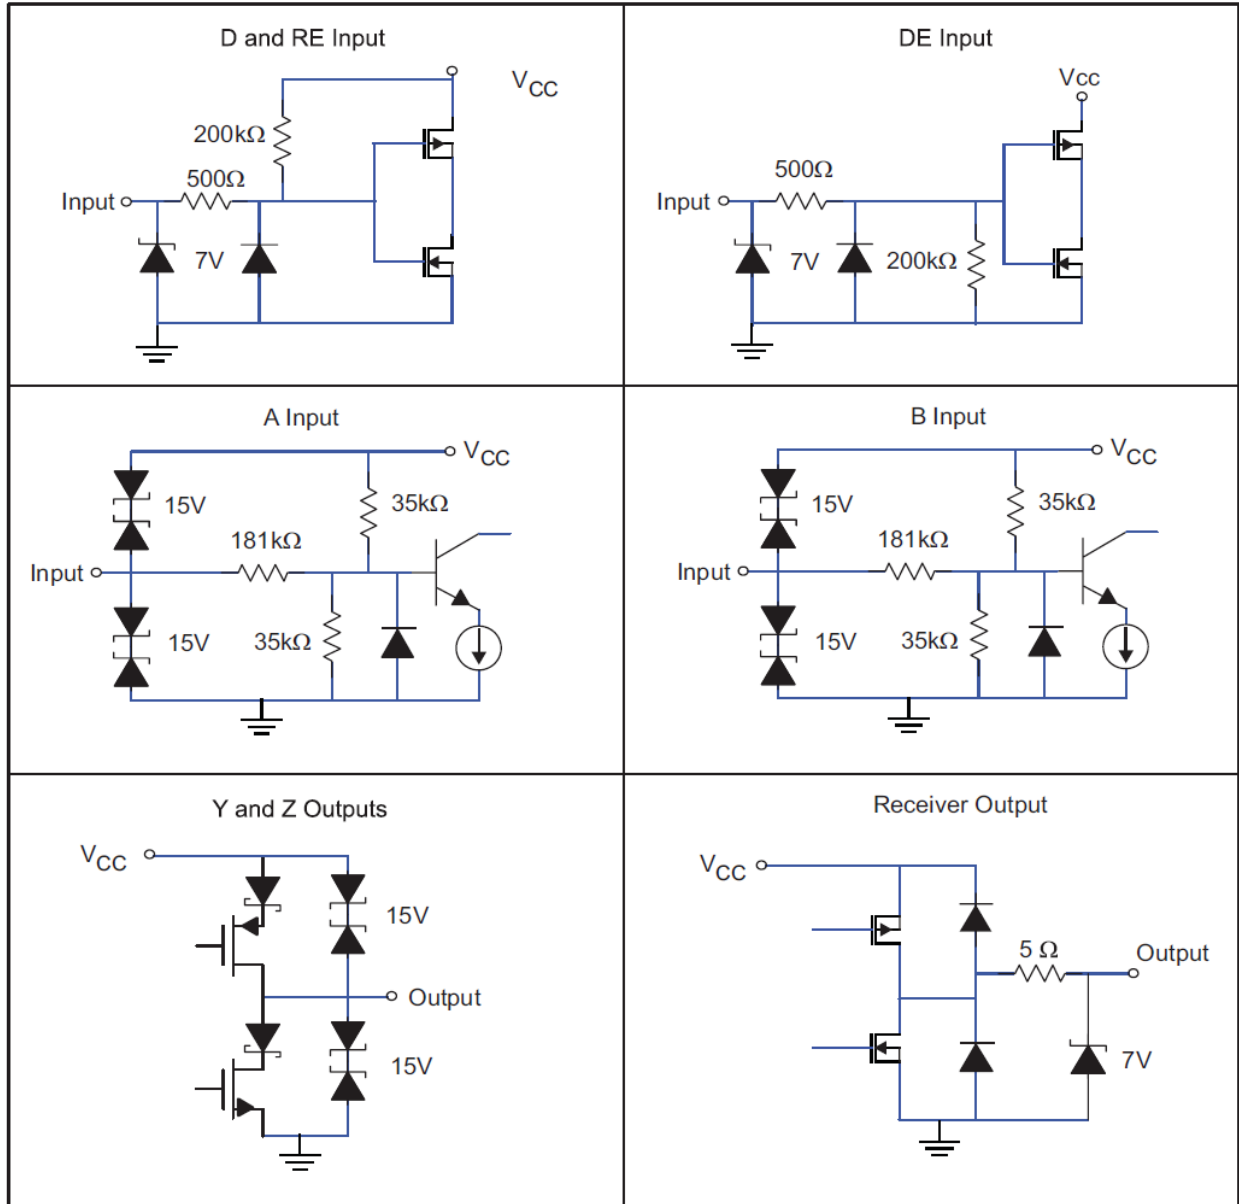 D and RE Input
VCC
200kΩ
500Ω
Input
7V
DE Input
Vcc
500Ω
Input
7V
200kΩ
A Input
VCC
15V
35kΩ
181kΩ
Input
15V
35kΩ
B Input
VCC
15V
35kΩ
181kΩ
Input
15V
35kΩ
Y and Z Outputs
VCC
15V
Output
15V
Receiver Output
VCC
5 Ω
Output
7V